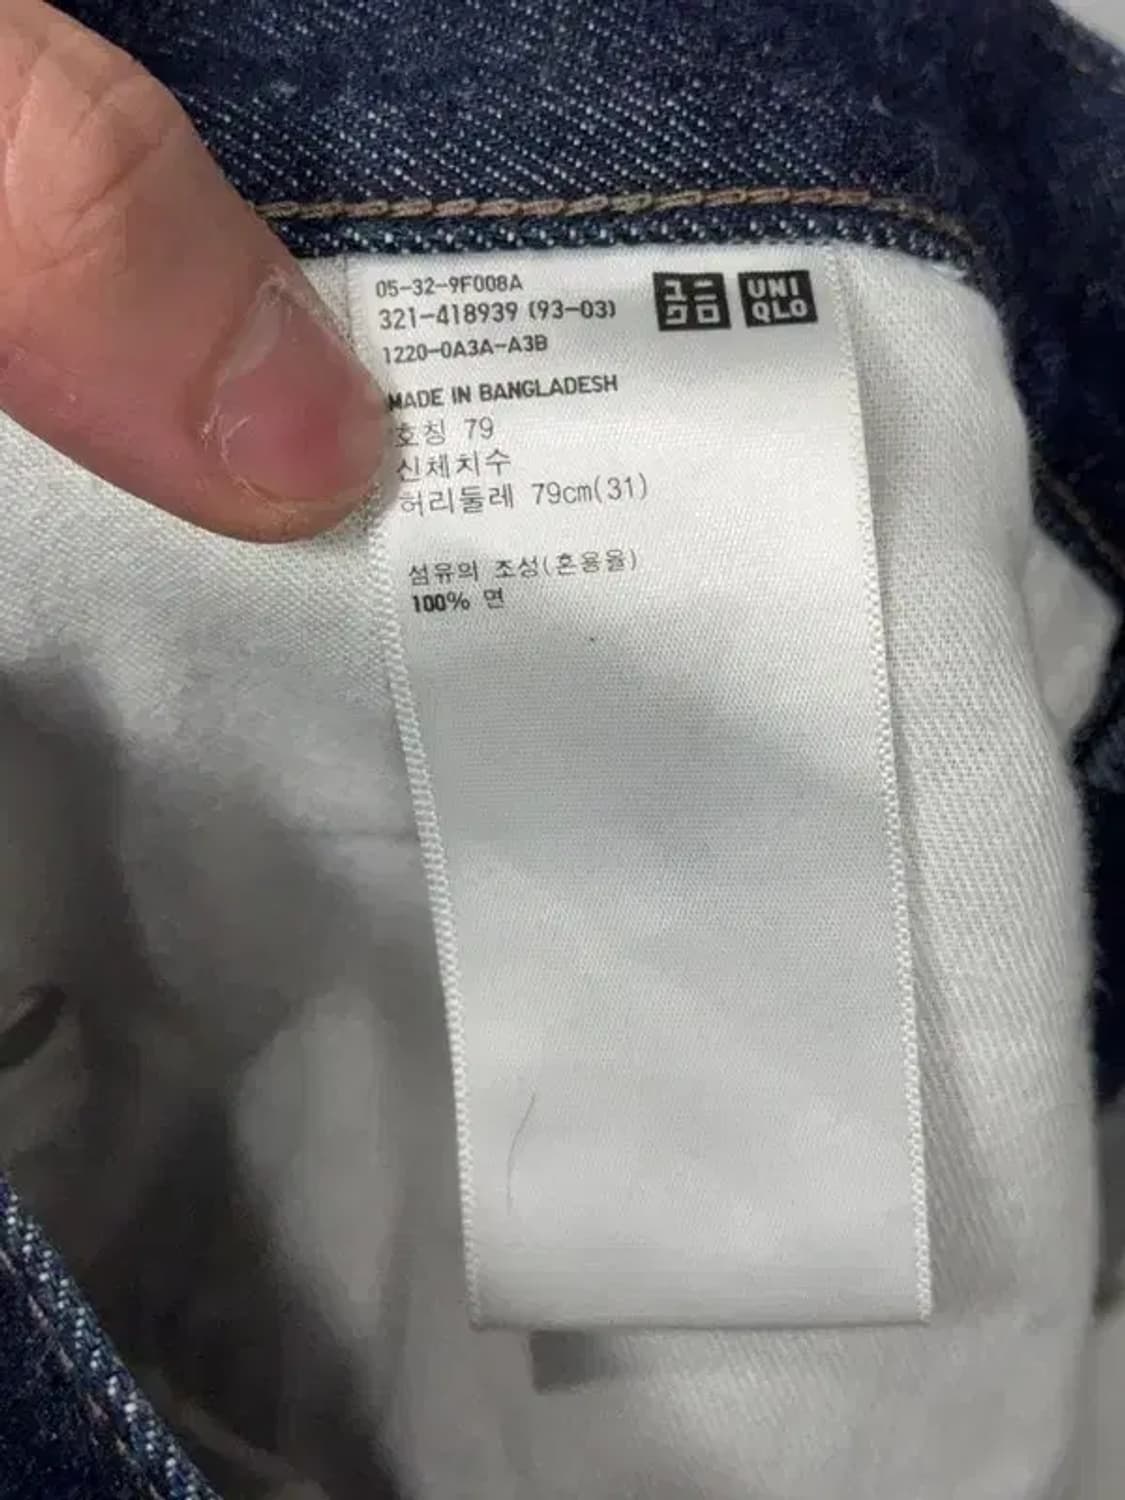 05-32-9F008A
321-418939 (93-03)
1220-0A3A-A3B
ユニ
クロ
UNI
QLO
MADE IN BANGLADESH
호칭 79
신체치수
허리둘레 79cm(31)
섬유의 조성(혼용율)
100% 면